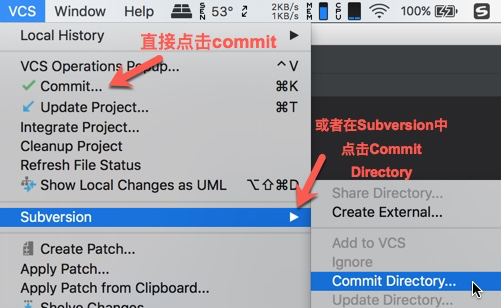 VCS Window Help SEN 53° 2KB/s 1KB/s MEM CPU 100% S
Local History
直接点击commit
VCS Operations Popup... ^V
Commit... ⌘K
Update Project... ⌘T
Integrate Project...
Cleanup Project
Refresh File Status
Show Local Changes as UML ⌥⇧⌘D
或者在Subversion中
点击Commit
Directory
Subversion
Share Directory...
Create External...
Create Patch...
Add to VCS
Apply Patch...
Ignore
Apply Patch from Clipboard...
Commit Directory...
Shelve Changes
Update Directory...